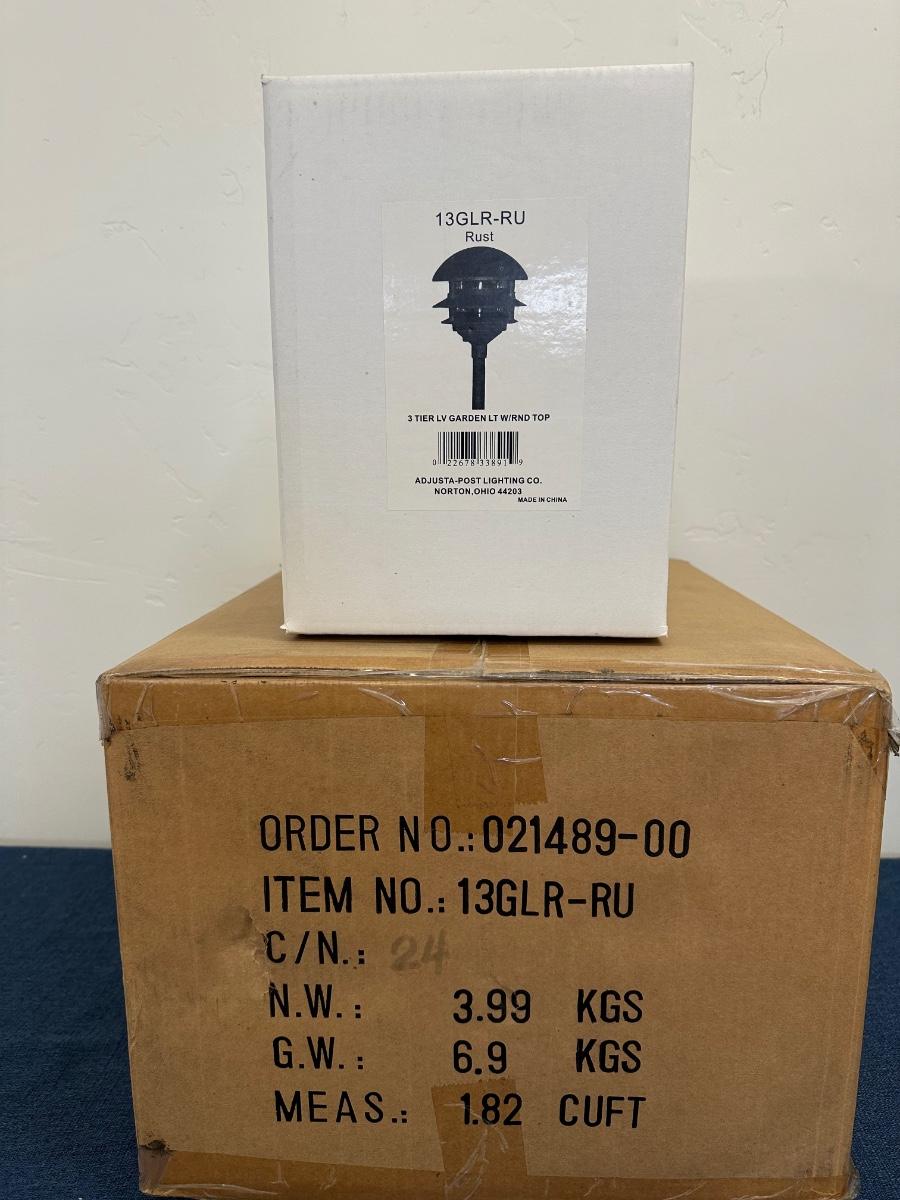 13GLR-RU
Rust
3 TIER LV GARDEN LT W/RND TOP
0 22678 33891 9
ADJUSTA-POST LIGHTING CO.
NORTON,OHIO 44203
MADE IN CHINA
ORDER NO.:021489-00
ITEM NO.:13GLR-RU
C/N.: 24
N.W.: 3.99 KGS
G.W.: 6.9 KGS
MEAS.: 1.82 CUFT